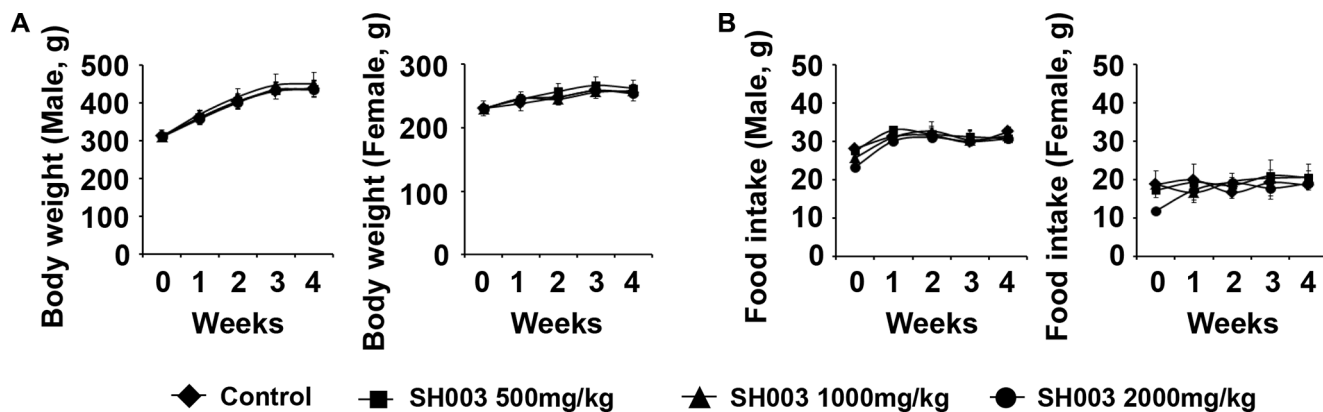 A
Body weight (Male, g)
500
400
300
200
100
0
0 1 2 3 4
Weeks
Body weight (Female, g)
300
200
100
0
0 1 2 3 4
Weeks
B
Food intake (Male, g)
50
40
30
20
10
0
0 1 2 3 4
Weeks
Food intake (Female, g)
50
40
30
20
10
0
0 1 2 3 4
Weeks
Control SH003 500mg/kg SH003 1000mg/kg SH003 2000mg/kg